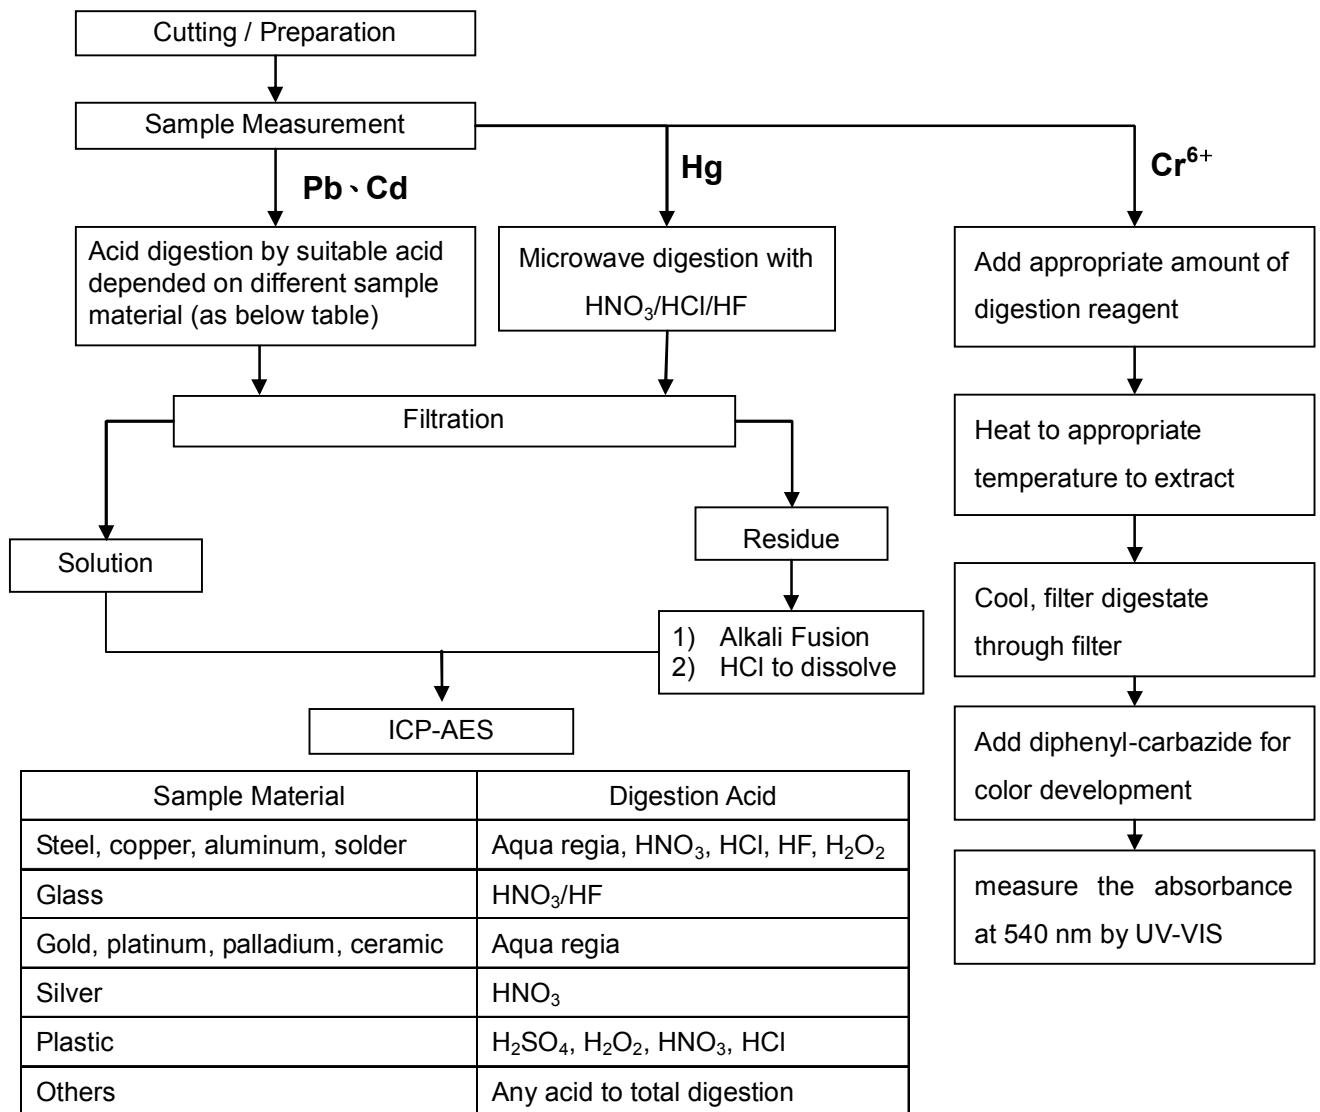 Cutting / Preparation
Sample Measurement
Pb、Cd
Hg
Cr⁶⁺
Acid digestion by suitable acid
depended on different sample
material (as below table)
Microwave digestion with
HNO₃/HCl/HF
Add appropriate amount of
digestion reagent
Filtration
Heat to appropriate
temperature to extract
Solution
Residue
Cool, filter digestate
through filter
1) Alkali Fusion
2) HCl to dissolve
ICP-AES
Add diphenyl-carbazide for
color development
measure the absorbance
at 540 nm by UV-VIS
Sample Material Digestion Acid
Steel, copper, aluminum, solder Aqua regia, HNO₃, HCl, HF, H₂O₂
Glass HNO₃/HF
Gold, platinum, palladium, ceramic Aqua regia
Silver HNO₃
Plastic H₂SO₄, H₂O₂, HNO₃, HCl
Others Any acid to total digestion